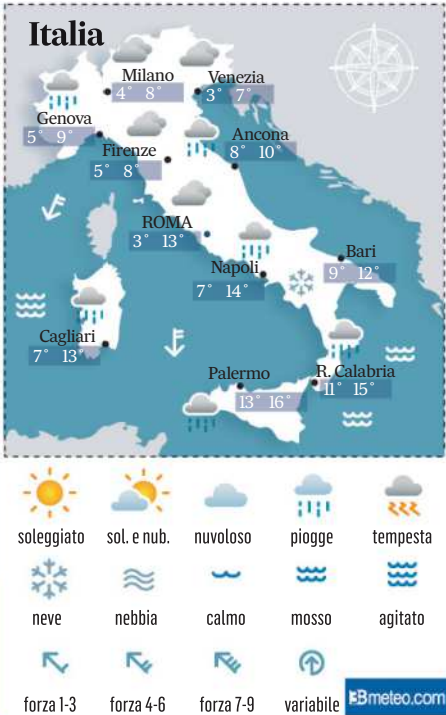 Italia
Milano
4° 8°
Venezia
3° 7°
Genova
5° 9°
Firenze
5° 8°
Ancona
8° 10°
ROMA
3° 13°
Napoli
7° 14°
Bari
9° 12°
Cagliari
7° 13°
Palermo
13° 16°
R. Calabria
11° 15°
soleggiato sol. e nub. nuvoloso piogge tempesta
neve nebbia calmo mosso agitato
forza 1-3 forza 4-6 forza 7-9 variabile
3Bmeteo.com